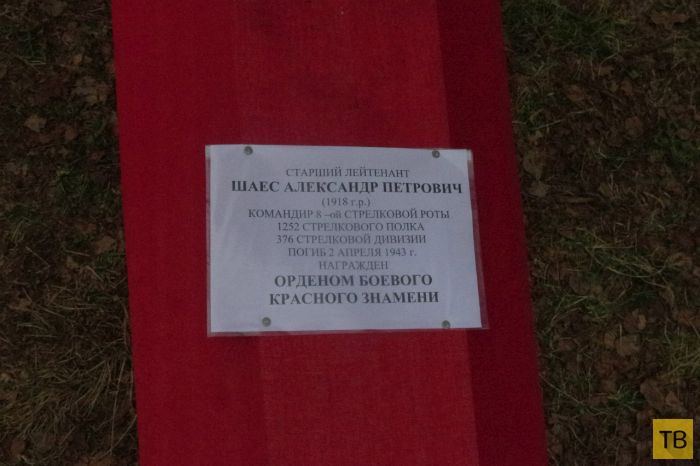 СТАРШИЙ ЛЕЙТЕНАНТ
ШАЕС АЛЕКСАНДР ПЕТРОВИЧ
(1918 г.р.)
КОМАНДИР 8 –ой СТРЕЛКОВОЙ РОТЫ
1252 СТРЕЛКОВОГО ПОЛКА
376 СТРЕЛКОВОЙ ДИВИЗИИ
ПОГИБ 2 АПРЕЛЯ 1943 г.
НАГРАЖДЕН
ОРДЕНОМ БОЕВОГО
КРАСНОГО ЗНАМЕНИ
ТВ